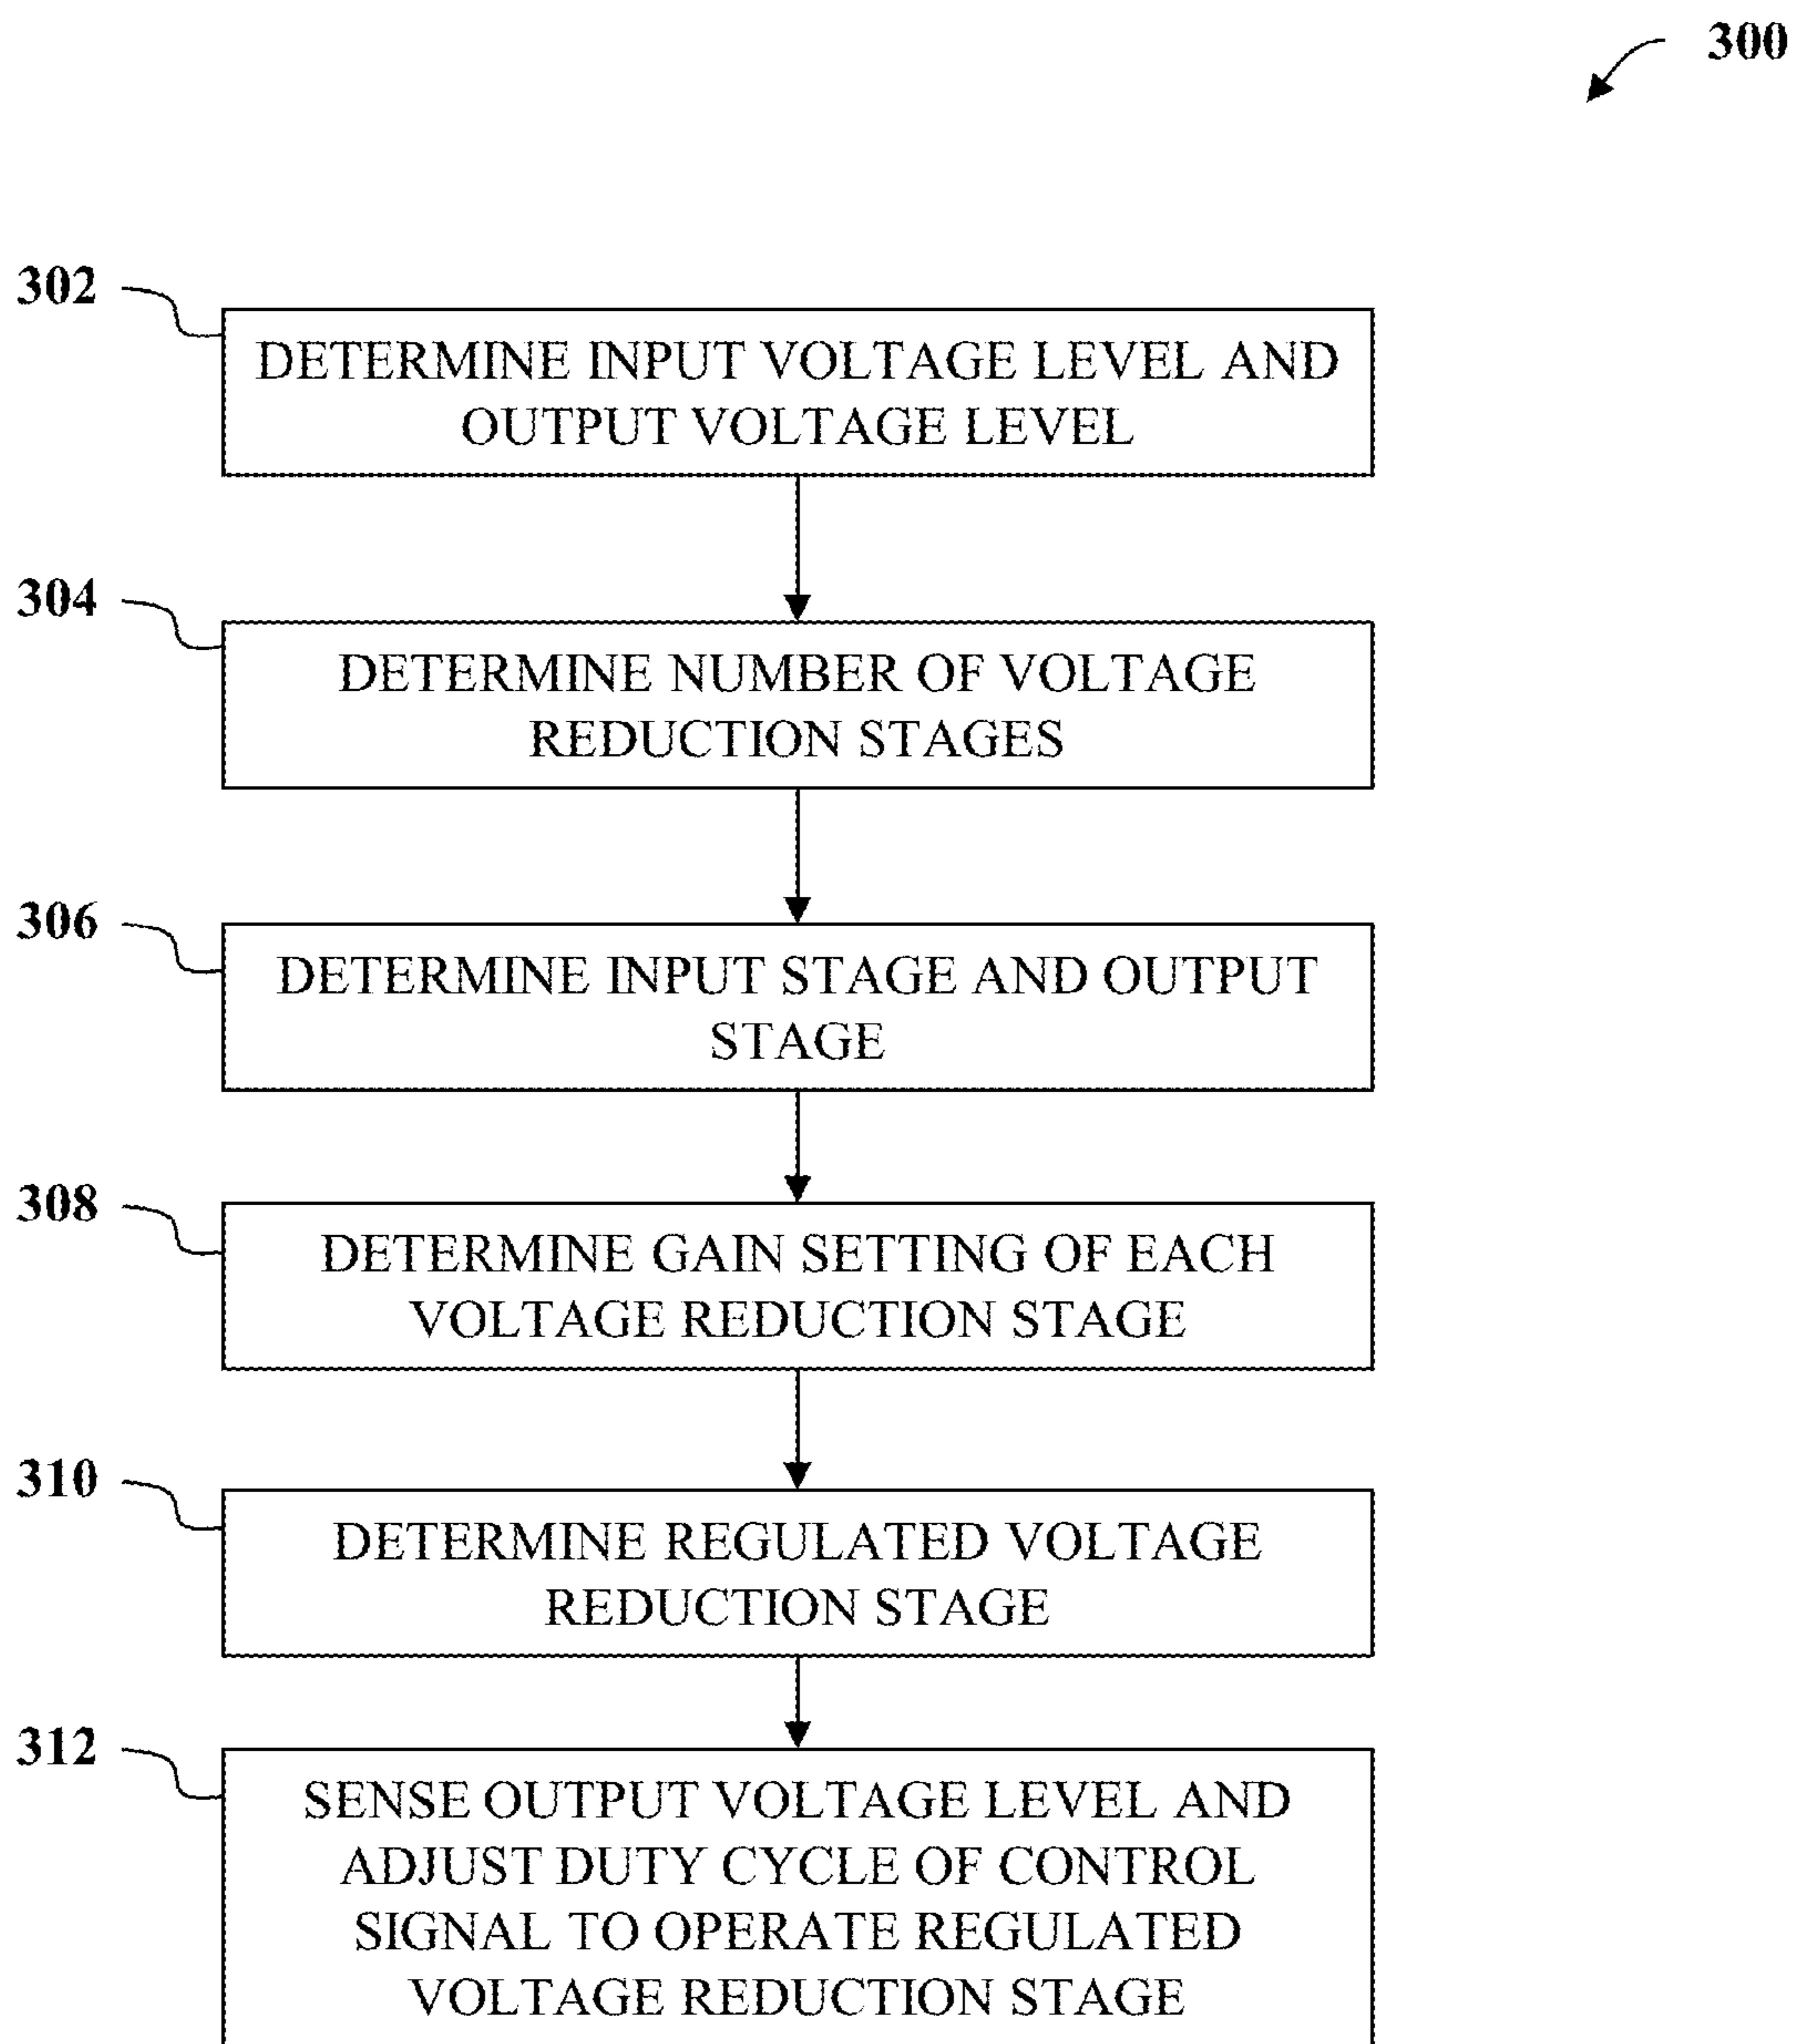 300
302
DETERMINE INPUT VOLTAGE LEVEL AND
OUTPUT VOLTAGE LEVEL
304
DETERMINE NUMBER OF VOLTAGE
REDUCTION STAGES
306
DETERMINE INPUT STAGE AND OUTPUT
STAGE
308
DETERMINE GAIN SETTING OF EACH
VOLTAGE REDUCTION STAGE
310
DETERMINE REGULATED VOLTAGE
REDUCTION STAGE
312
SENSE OUTPUT VOLTAGE LEVEL AND
ADJUST DUTY CYCLE OF CONTROL
SIGNAL TO OPERATE REGULATED
VOLTAGE REDUCTION STAGE